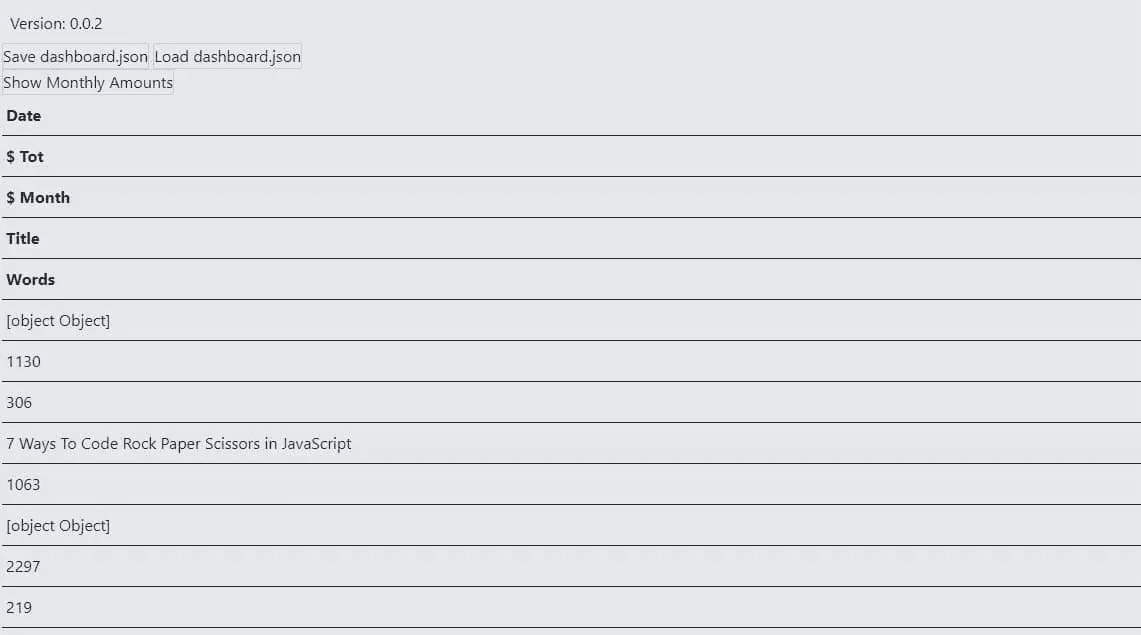 Version: 0.0.2
Save dashboard.json Load dashboard.json
Show Monthly Amounts
Date
$ Tot
$ Month
Title
Words
[object Object]
1130
306
7 Ways To Code Rock Paper Scissors in JavaScript
1063
[object Object]
2297
219